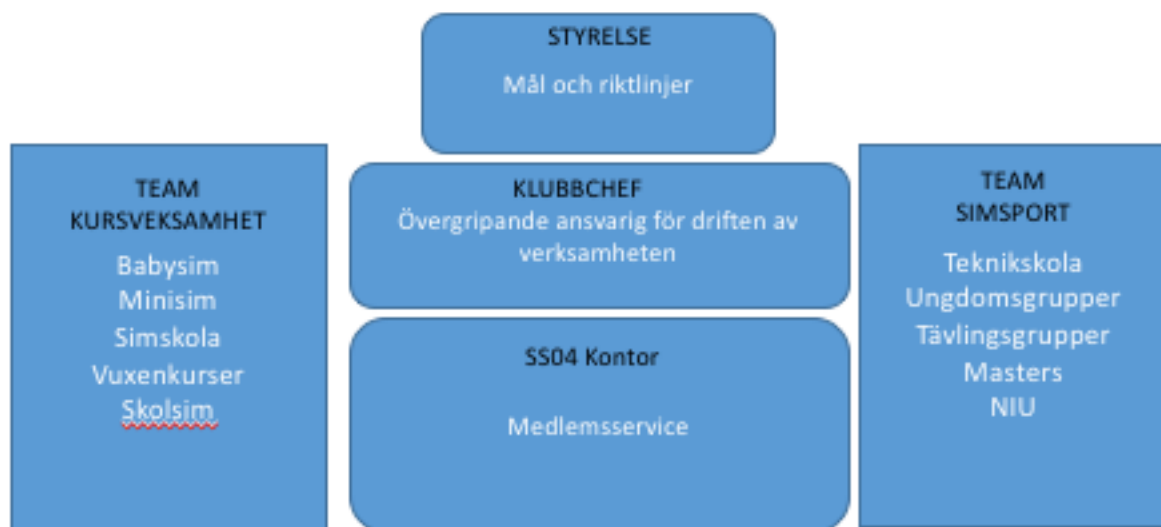 STYRELSE
Mål och riktlinjer
TEAM
KURSVEKSAMHET
Babysim
Minisim
Simskola
Vuxenkurser
Skolsim
KLUBBCHEF
Övergripande ansvarig för driften av
verksamheten
SS04 Kontor
Medlemsservice
TEAM
SIMSPORT
Teknikskola
Ungdomsgrupper
Tävlingsgrupper
Masters
NIU